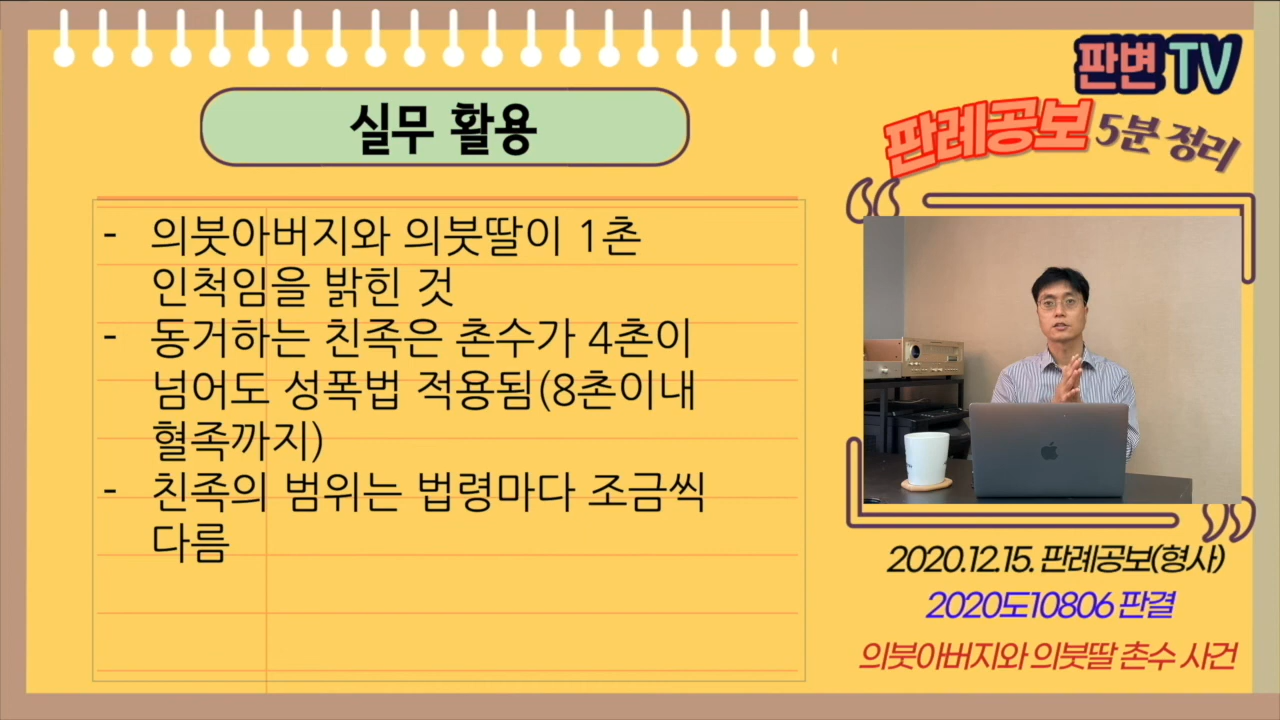 실무 활용
- 의붓아버지와 의붓딸이 1촌
인척임을 밝힌 것
- 동거하는 친족은 촌수가 4촌이
넘어도 성폭법 적용됨(8촌이내
혈족까지)
- 친족의 범위는 법령마다 조금씩
다름
판변 TV
판례공보 5분 정리
2020.12.15. 판례공보(형사)
2020도10806 판결
의붓아버지와 의붓딸 촌수 사건